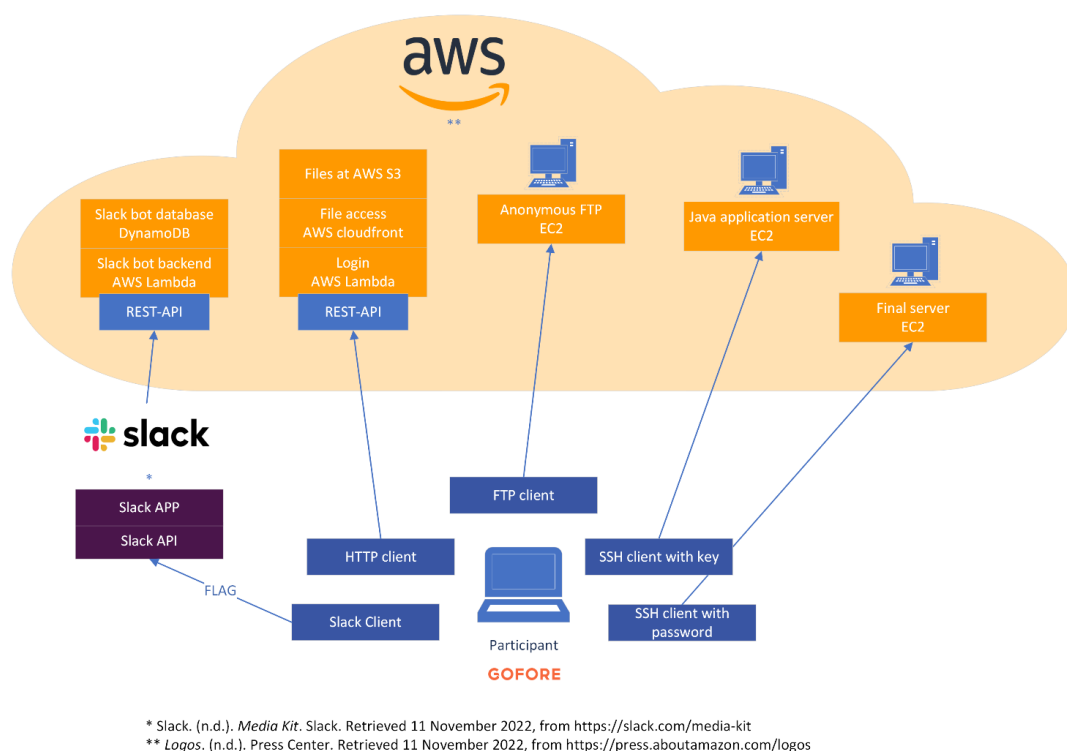 aws
**
Files at AWS S3
File access
AWS cloudfront
Login
AWS Lambda
REST-API
Slack bot database
DynamoDB
Slack bot backend
AWS Lambda
REST-API
Anonymous FTP
EC2
Java application server
EC2
Final server
EC2
slack
*
Slack APP
Slack API
FLAG
FTP client
HTTP client
SSH client with key
Slack Client
SSH client with
password
Participant
GOFORE
* Slack. (n.d.). Media Kit. Slack. Retrieved 11 November 2022, from https://slack.com/media-kit
** Logos. (n.d.). Press Center. Retrieved 11 November 2022, from https://press.aboutamazon.com/logos